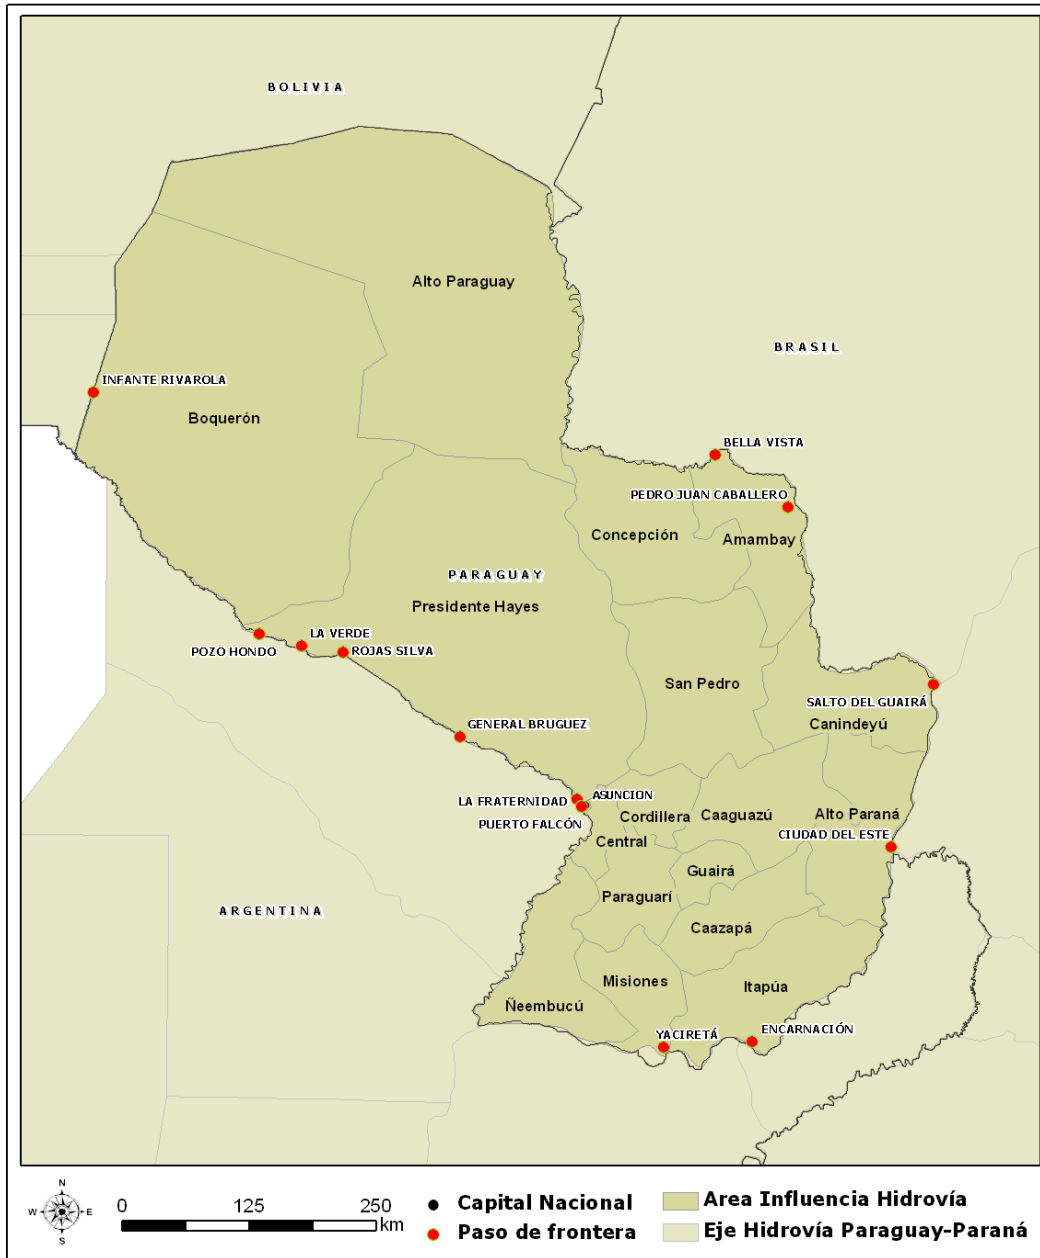 BOLIVIA
Alto Paraguay
BRASIL
INFANTE RIVAROLA
Boquerón
BELLA VISTA
PEDRO JUAN CABALLERO
Concepción
Amambay
PARAGUAY
Presidente Hayes
LA VERDE
POZO HONDO
ROJAS SILVA
San Pedro
SALTO DEL GUAIRÁ
Canindeyú
GENERAL BRUGUEZ
ASUNCION
LA FRATERNIDAD
PUERTO FALCÓN
Cordillera
Caaguazú
Alto Paraná
CIUDAD DEL ESTE
Central
Guairá
Paraguarí
ARGENTINA
Caazapá
Misiones
Itapúa
Ñeembucú
YACIRETÁ
ENCARNACIÓN
N
W
E
S
0 125 250
km
Capital Nacional
Paso de frontera
Area Influencia Hidrovía
Eje Hidrovía Paraguay-Paraná